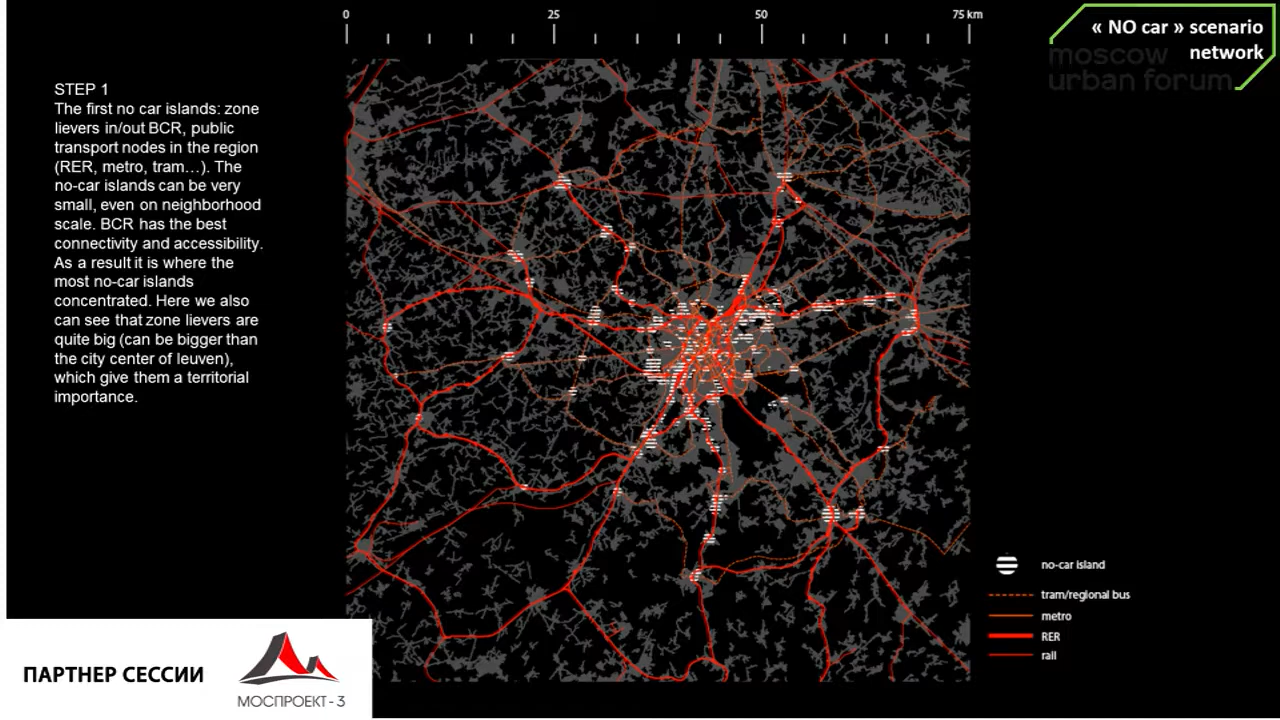 0 25 50 75 km
« NO car » scenario
network
moscow
urban forum
STEP 1
The first no car islands: zone
lievers in/out BCR, public
transport nodes in the region
(RER, metro, tram…). The
no-car islands can be very
small, even on neighborhood
scale. BCR has the best
connectivity and accessibility.
As a result it is where the
most no-car islands
concentrated. Here we also
can see that zone lievers are
quite big (can be bigger than
the city center of leuven),
which give them a territorial
importance.
no-car island
tram/regional bus
metro
RER
rail
ПАРТНЕР СЕССИИ
МОСПРОЕКТ - 3